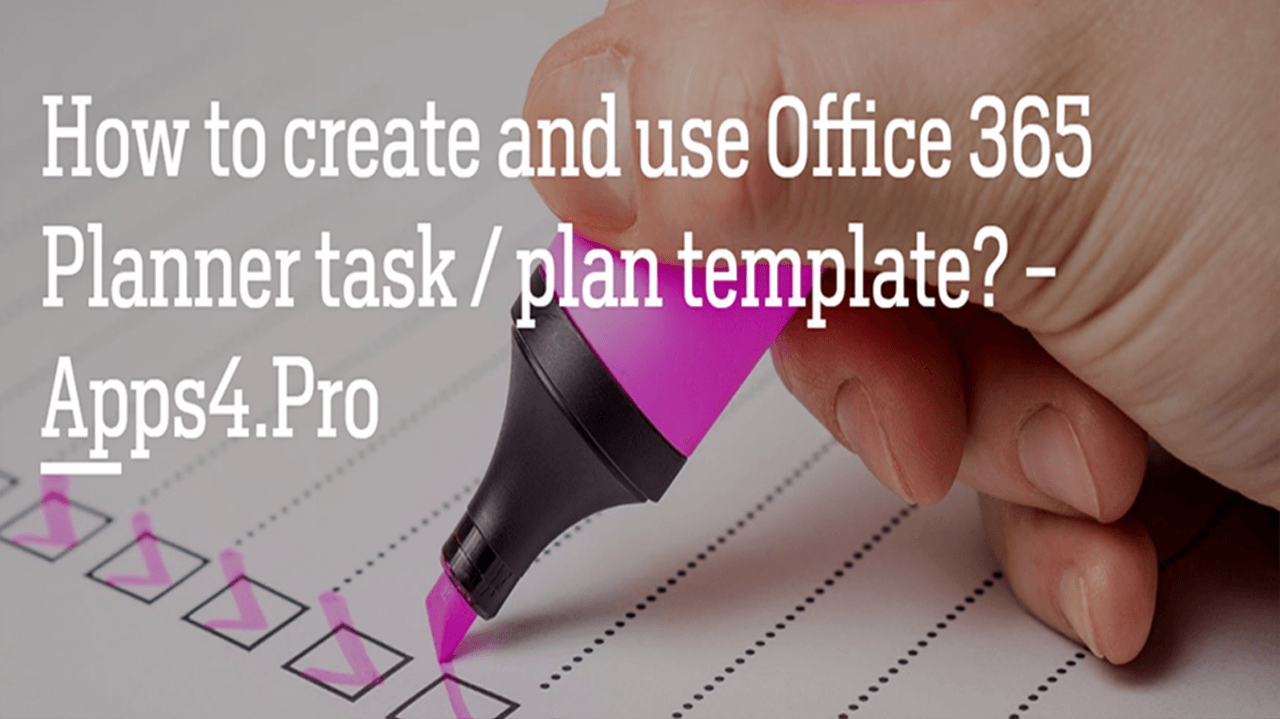 How to create and use Office 365
Planner task / plan template? –
Apps4.Pro